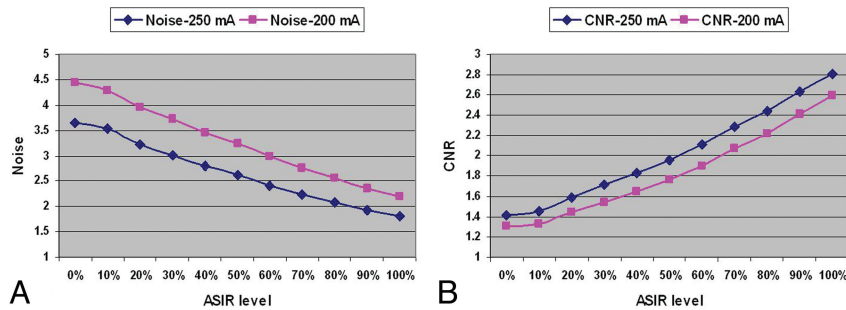 Noise-250 mA Noise-200 mA
5
4.5
4
3.5
3
2.5
2
1.5
1
Noise
0% 10% 20% 30% 40% 50% 60% 70% 80% 90% 100%
ASIR level
A
CNR-250 mA CNR-200 mA
3
2.8
2.6
2.4
2.2
2
1.8
1.6
1.4
1.2
1
CNR
0% 10% 20% 30% 40% 50% 60% 70% 80% 90% 100%
ASIR level
B